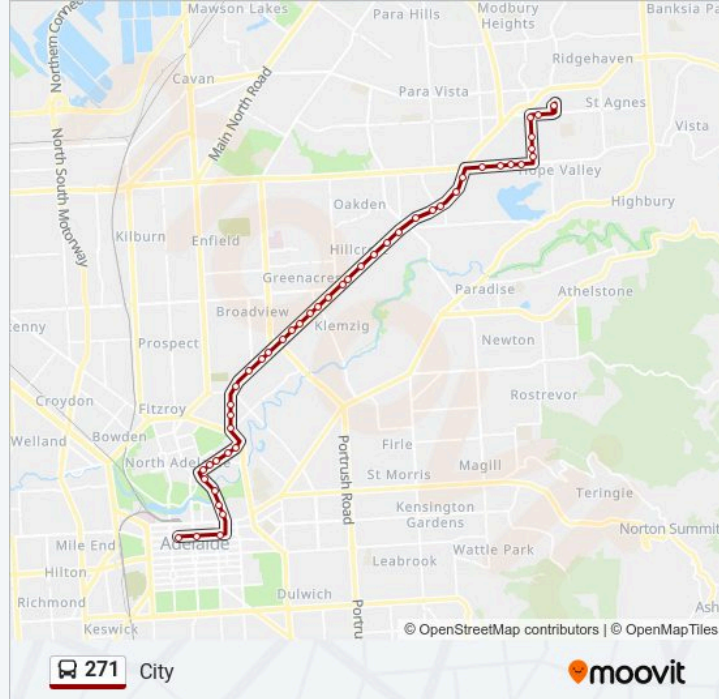 Mawson Lakes
Para Hills
Modbury
Heights
Banksia Pa
Northern Connec
Ridgehaven
Cavan
Para Vista
St Agnes
Main North Road
Vista
North South Motorway
Hope Valley
Oakden
Highbury
Kilburn
Enfield
Hillcres
Greenacres
Paradise
Athelstone
Broadview
enny
Klemzig
Prospect
Newton
Croydon
Rostrevor
Fitzroy
Welland
Bowden
Firle
North Adelaide
Magill
Portrush Road
St Morris
Teringie
Kensington
Gardens
Norton Summit
Mile End
Adelaide
Wattle Park
Leabrook
Hilton
Dulwich
Richmond
Portru
Ash
Keswick
© OpenStreetMap contributors | © OpenMapTiles
271 City
moovit